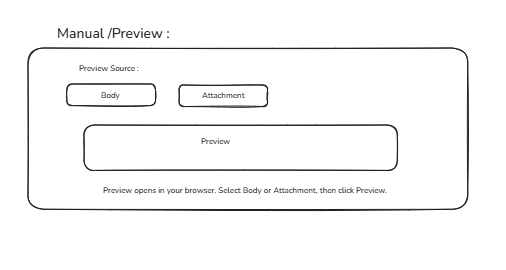 Manual /Preview :
Preview Source :
Body
Attachment
Preview
Preview opens in your browser. Select Body or Attachment, then click Preview.